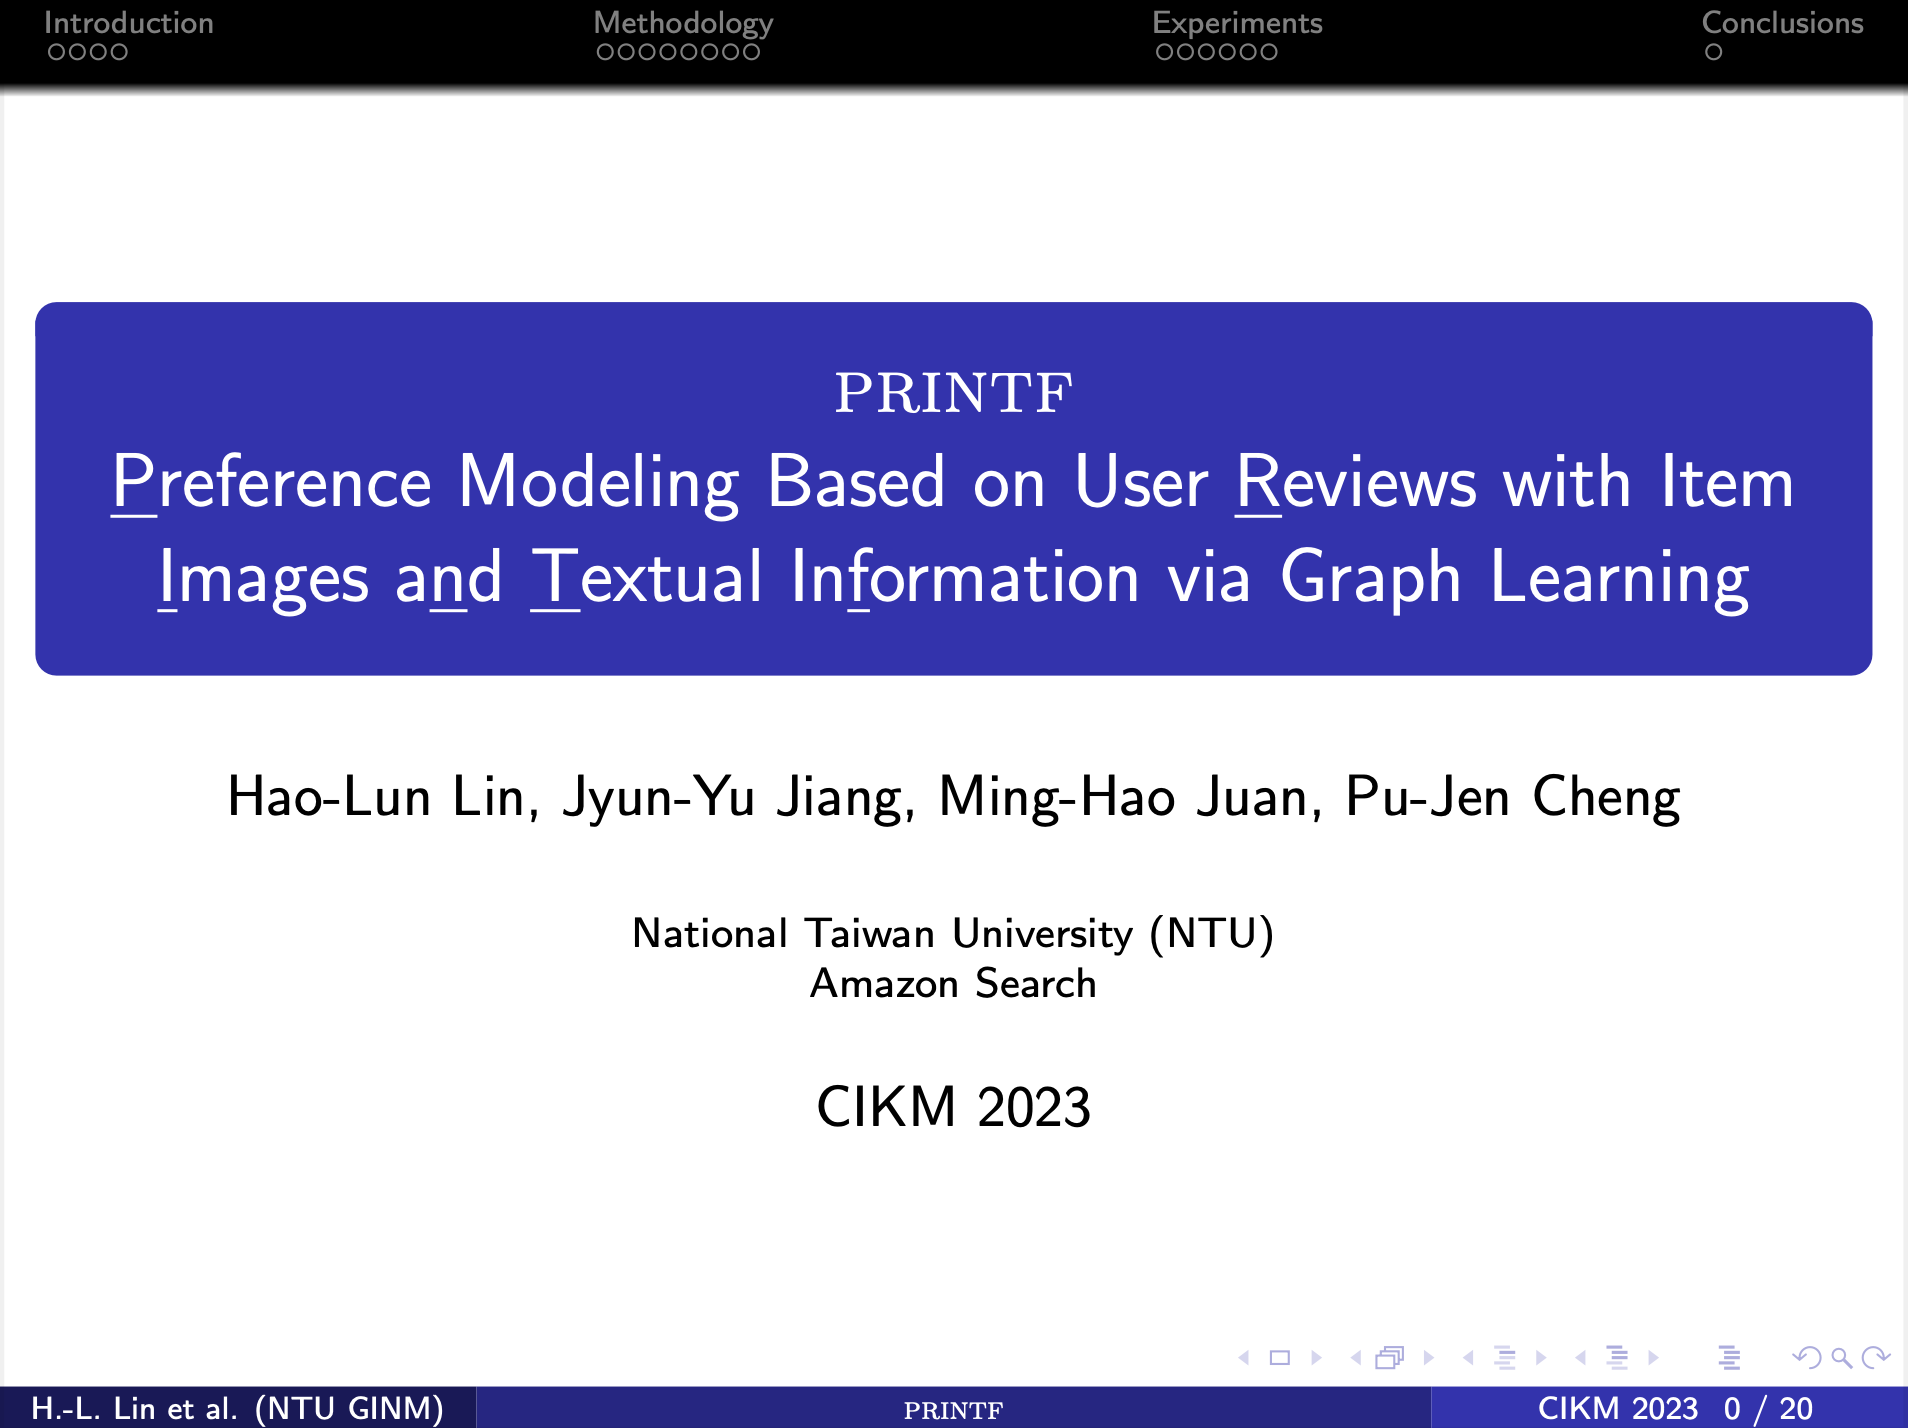 Introduction Methodology Experiments Conclusions
PRINTF
Preference Modeling Based on User Reviews with Item
Images and Textual Information via Graph Learning
Hao-Lun Lin, Jyun-Yu Jiang, Ming-Hao Juan, Pu-Jen Cheng
National Taiwan University (NTU)
Amazon Search
CIKM 2023
H.-L. Lin et al. (NTU GINM) PRINTF CIKM 2023 0 / 20